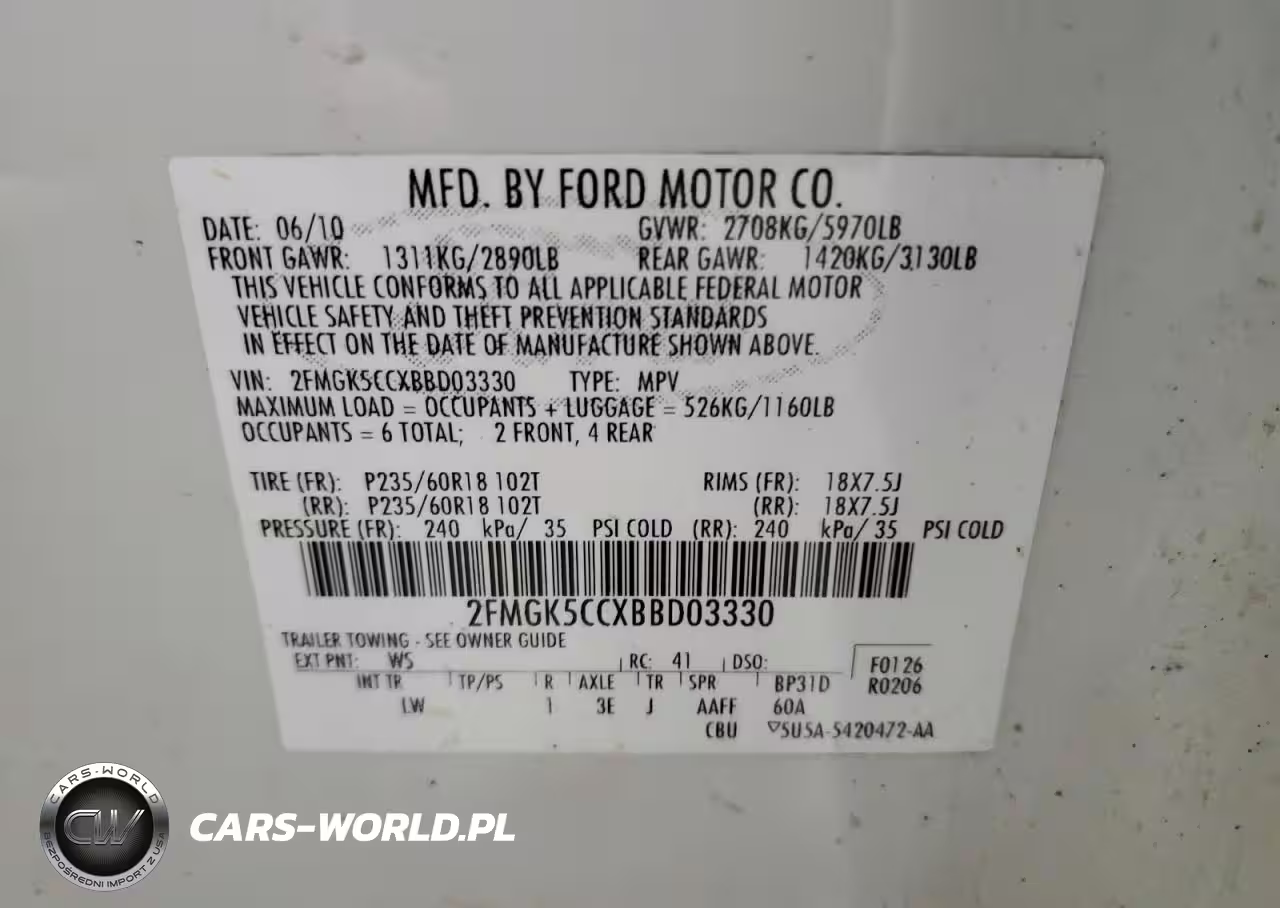 MFD. BY FORD MOTOR CO.
DATE: 06/10 GVWR: 2708KG/5970LB
FRONT GAWR: 1311KG/2890LB REAR GAWR: 1420KG/3130LB
THIS VEHICLE CONFORMS TO ALL APPLICABLE FEDERAL MOTOR
VEHICLE SAFETY AND THEFT PREVENTION STANDARDS
IN EFFECT ON THE DATE OF MANUFACTURE SHOWN ABOVE.
VIN: 2FMGK5CCXBBD03330 TYPE: MPV
MAXIMUM LOAD = OCCUPANTS + LUGGAGE = 526KG/1160LB
OCCUPANTS = 6 TOTAL; 2 FRONT, 4 REAR
TIRE (FR): P235/60R18 102T RIMS (FR): 18X7.5J
(RR): P235/60R18 102T (RR): 18X7.5J
PRESSURE (FR): 240 kPa/ 35 PSI COLD (RR): 240 kPa/ 35 PSI COLD
2FMGK5CCXBBD03330
TRAILER TOWING - SEE OWNER GUIDE
EXT PNT: WS RC: 41 DSO: F0126
INT TR TP/PS R AXLE TR SPR BP31D R0206
LW 1 3E J AAFF 60A
CBU ▽5U5A-5420472-AA
CARS-WORLD
CW
BEZPOŚREDNI IMPORT Z USA
CARS-WORLD.PL